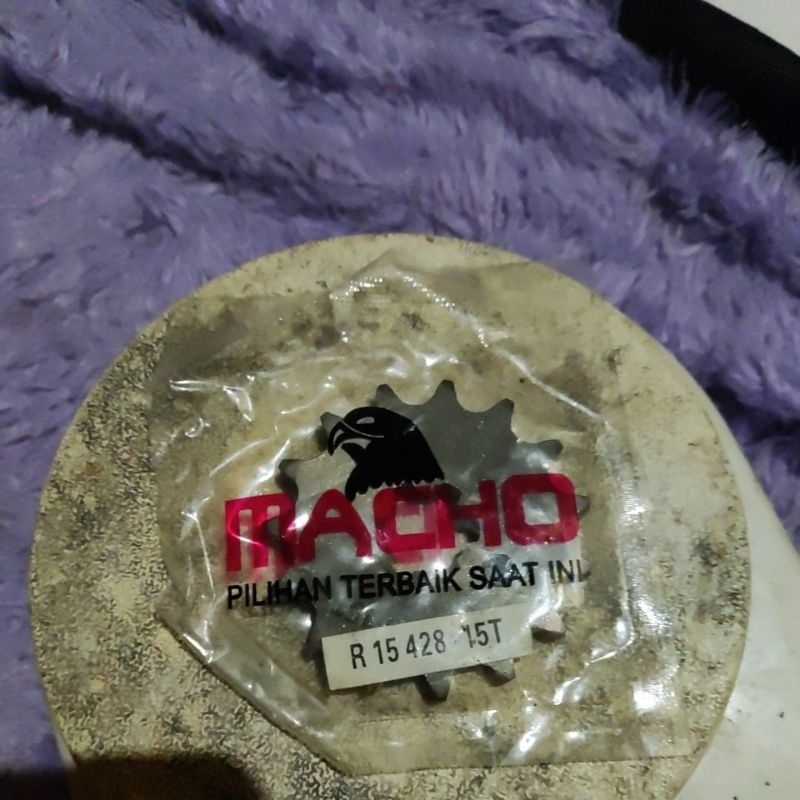 MACHO
PILIHAN TERBAIK SAAT INI
R 15 428 15T